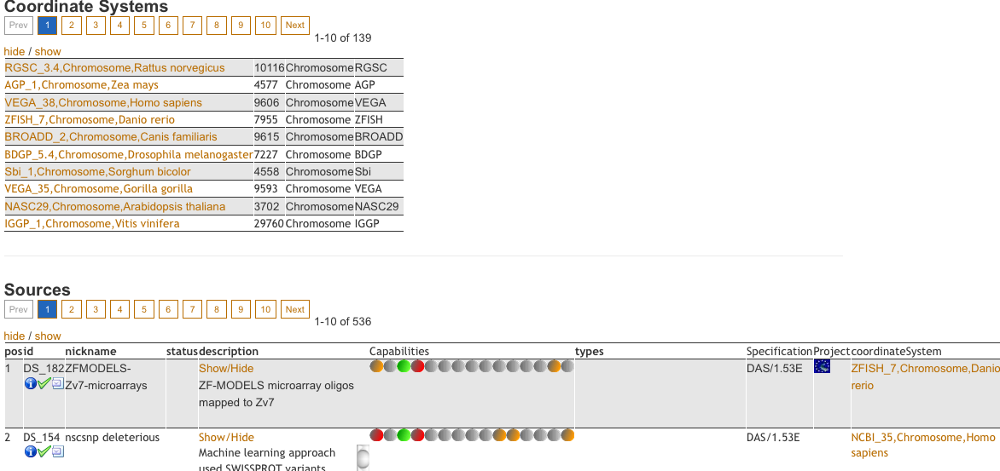 Coordinate Systems
Prev 1 2 3 4 5 6 7 8 9 10 Next
1-10 of 139
hide / show
RGSC_3.4,Chromosome,Rattus norvegicus 10116 Chromosome RGSC
AGP_1,Chromosome,Zea mays 4577 Chromosome AGP
VEGA_38,Chromosome,Homo sapiens 9606 Chromosome VEGA
ZFISH_7,Chromosome,Danio rerio 7955 Chromosome ZFISH
BROADD_2,Chromosome,Canis familiaris 9615 Chromosome BROADD
BDGP_5.4,Chromosome,Drosophila melanogaster 7227 Chromosome BDGP
Sbi_1,Chromosome,Sorghum bicolor 4558 Chromosome Sbi
VEGA_35,Chromosome,Gorilla gorilla 9593 Chromosome VEGA
NASC29,Chromosome,Arabidopsis thaliana 3702 Chromosome NASC29
IGGP_1,Chromosome,Vitis vinifera 29760 Chromosome IGGP
Sources
Prev 1 2 3 4 5 6 7 8 9 10 Next
1-10 of 536
hide / show
pos id nickname status description Capabilities types Specification Project coordinateSystem
1 DS_182 ZFMODELS- Show/Hide DAS/1.53E ZFISH_7,Chromosome,Danio
Zv7-microarrays ZF-MODELS microarray oligos rerio
mapped to Zv7
2 DS_154 nscsnp deleterious Show/Hide DAS/1.53E NCBI_35,Chromosome,Homo
Machine learning approach sapiens
used SWISSPROT variants